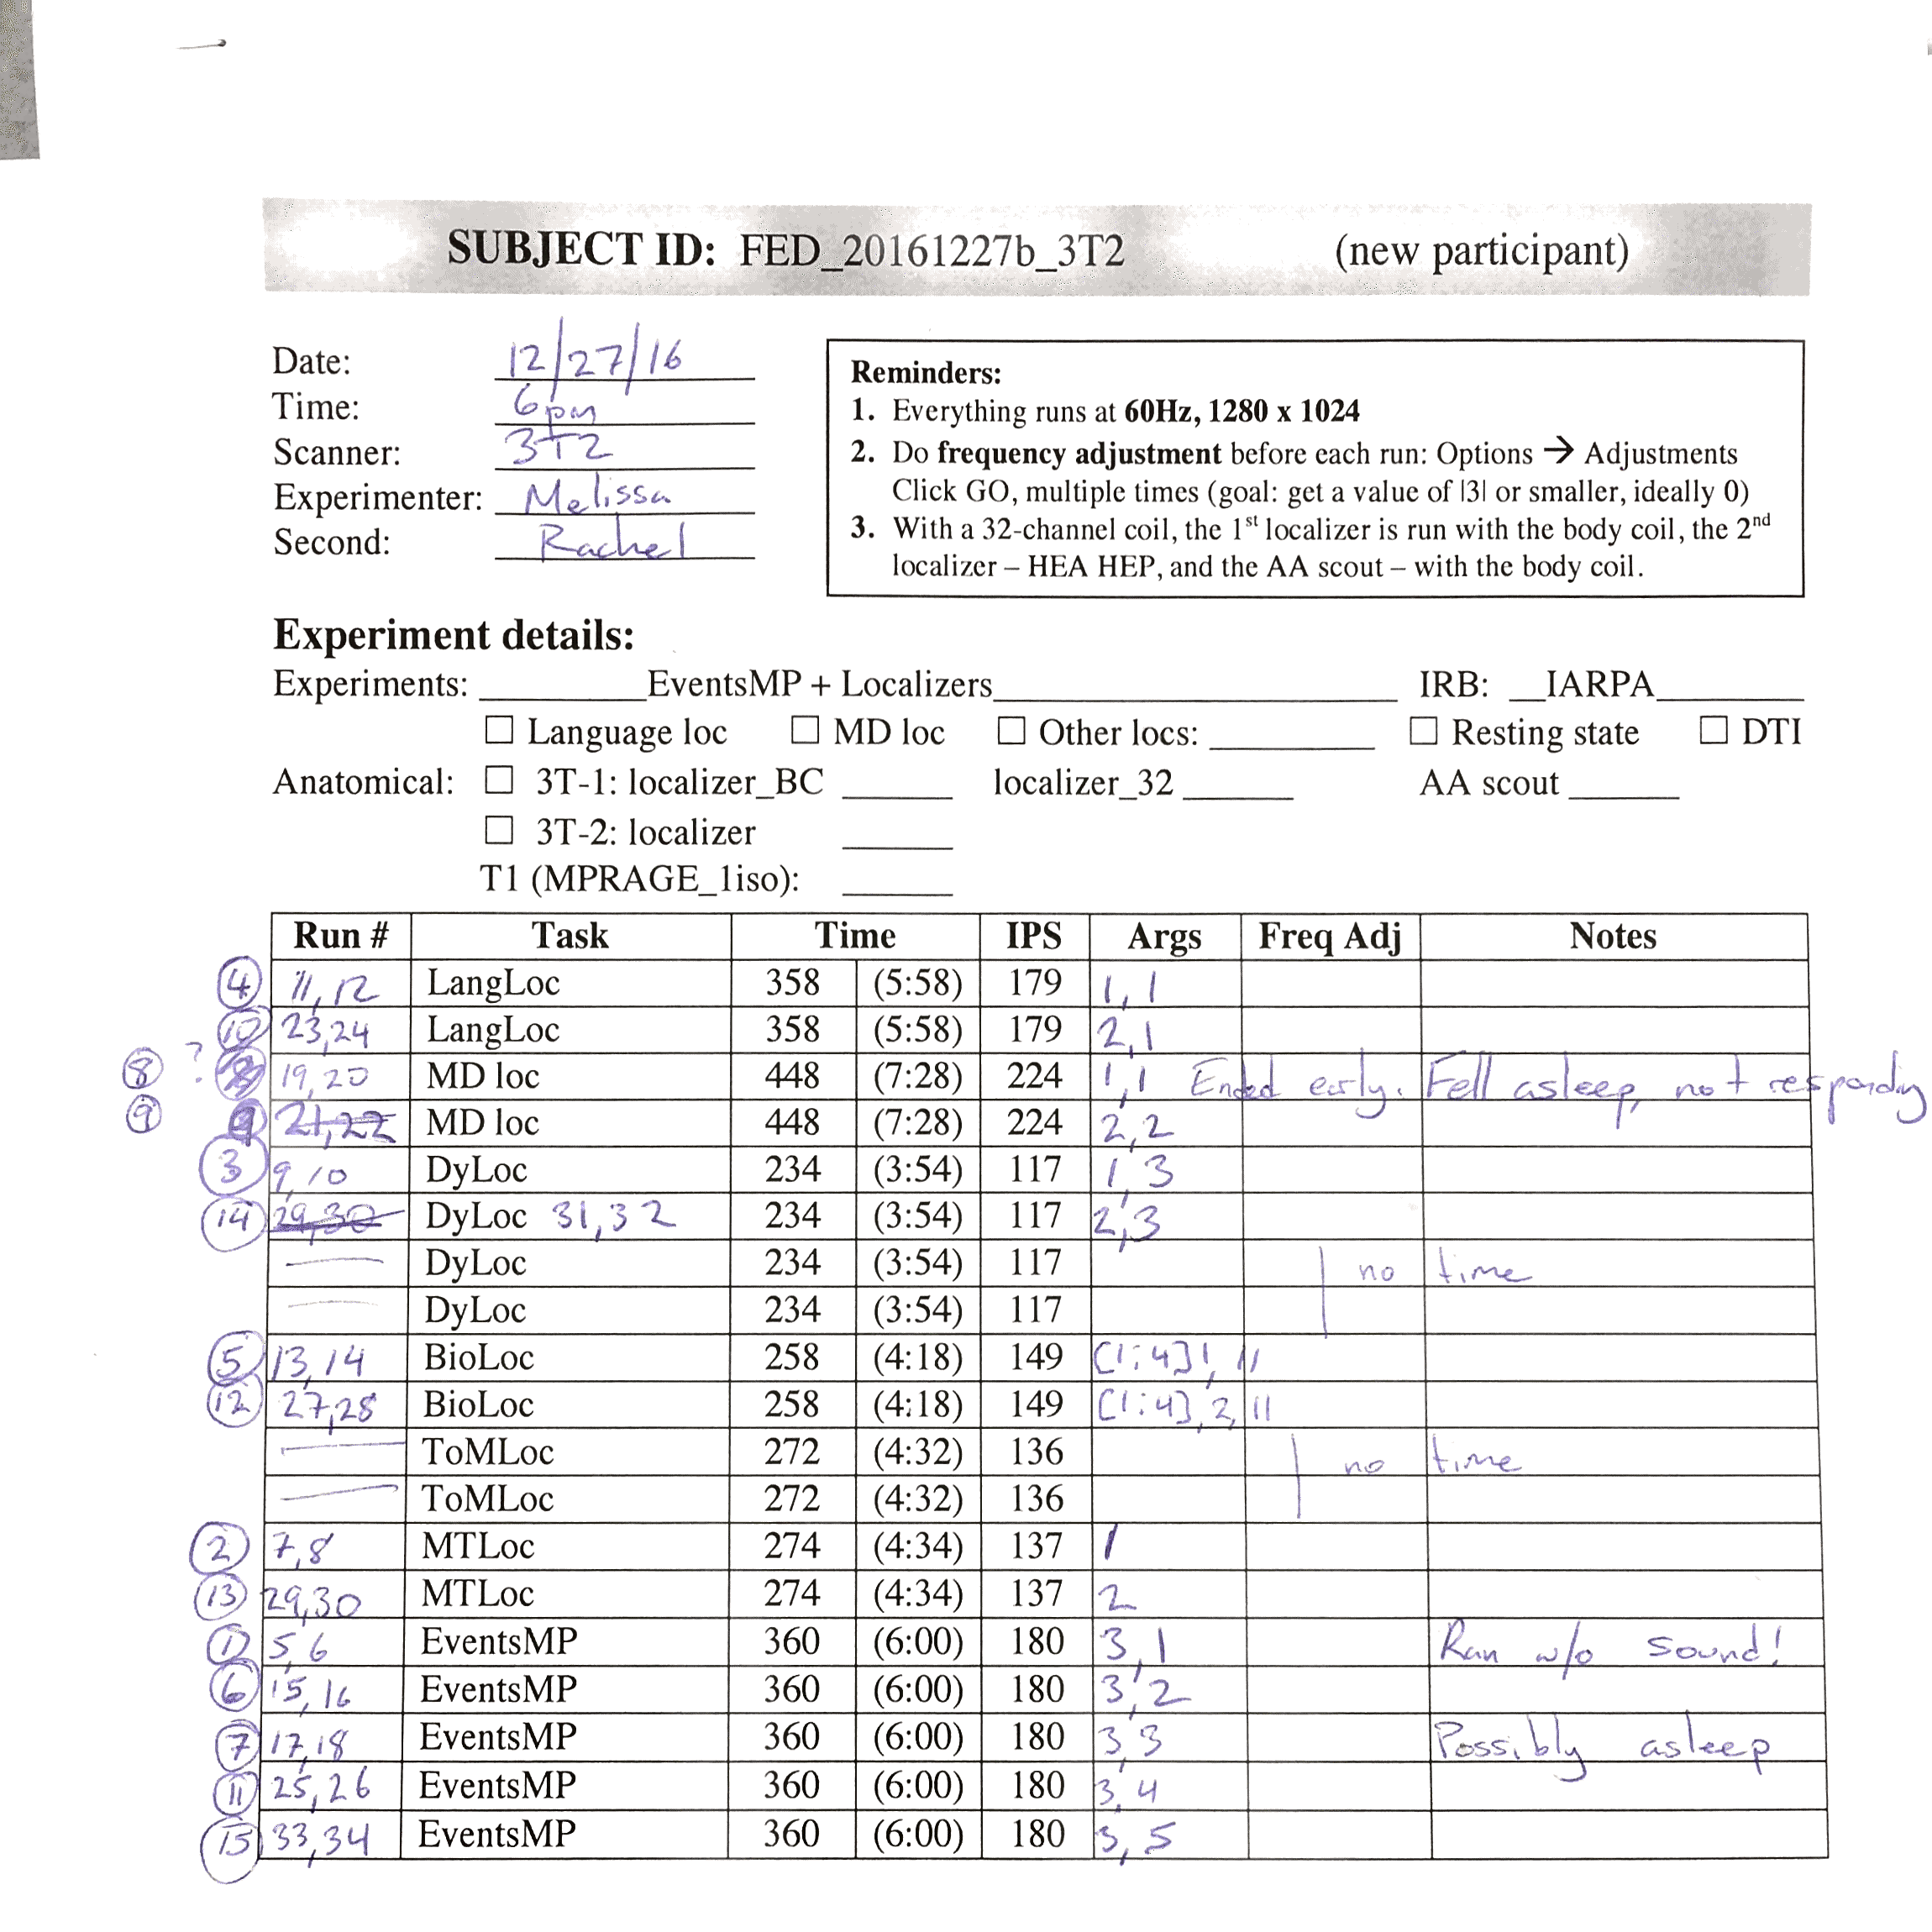 SUBJECT ID: FED_20161227b_3T2 (new participant)
Date: 12/27/16
Time: 6pm
Scanner: 3T2
Experimenter: Melissa
Second: Rachel
Reminders:
1. Everything runs at 60Hz, 1280 x 1024
2. Do frequency adjustment before each run: Options → Adjustments
Click GO, multiple times (goal: get a value of |3| or smaller, ideally 0)
3. With a 32-channel coil, the 1st localizer is run with the body coil, the 2nd
localizer – HEA HEP, and the AA scout – with the body coil.
Experiment details:
Experiments: ________EventsMP + Localizers________ IRB: __IARPA________
☐ Language loc ☐ MD loc ☐ Other locs: ________ ☐ Resting state ☐ DTI
Anatomical: ☐ 3T-1: localizer_BC ______ localizer_32 ______ AA scout ______
☐ 3T-2: localizer ______
T1 (MPRAGE_1iso): ______
Run # Task Time IPS Args Freq Adj Notes
4 11,12 LangLoc 358 (5:58) 179 1,1
10 23,24 LangLoc 358 (5:58) 179 2,1
8 ? 19,20 MD loc 448 (7:28) 224 1,1 Ended early. Fell asleep, not responding
9 21,22 MD loc 448 (7:28) 224 2,2
3 9,10 DyLoc 234 (3:54) 117 1,3
14 29,30 DyLoc 31,32 234 (3:54) 117 2,3
— DyLoc 234 (3:54) 117 no time
— DyLoc 234 (3:54) 117
5 13,14 BioLoc 258 (4:18) 149 [1:4]1,11
12 27,28 BioLoc 258 (4:18) 149 [1:4],2,11
— ToMLoc 272 (4:32) 136 no time
— ToMLoc 272 (4:32) 136
2 7,8 MTLoc 274 (4:34) 137 1
13 29,30 MTLoc 274 (4:34) 137 2
1 5,6 EventsMP 360 (6:00) 180 3,1 Ran w/o sound!
6 15,16 EventsMP 360 (6:00) 180 3,2
7 17,18 EventsMP 360 (6:00) 180 3,3 Possibly asleep
11 25,26 EventsMP 360 (6:00) 180 3,4
15 33,34 EventsMP 360 (6:00) 180 3,5